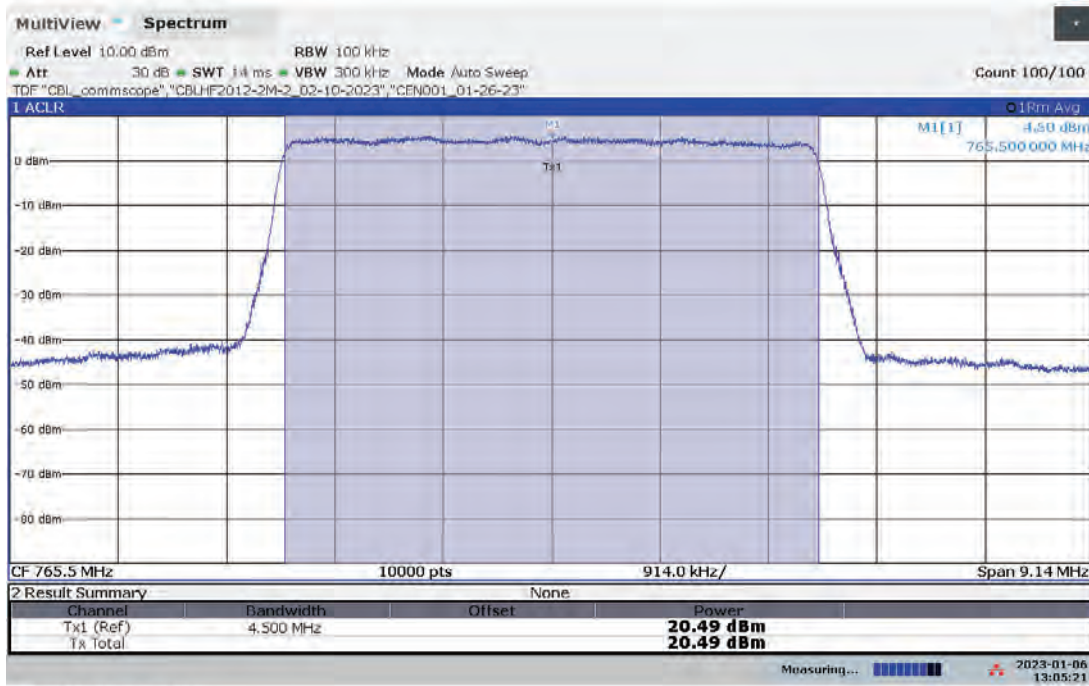 MultiView Spectrum
Ref Level 10.00 dBm RBW 100 kHz
Att 30 dB SWT 14 ms VBW 300 kHz Mode Auto Sweep Count 100/100
TDF "CBL_commscope","CBLHF2012-2M-2_02-10-2023","CEN001_01-26-23"
1 ACLR 1Rm Avg
M1 M1[1] 4.50 dBm
765.500 000 MHz
0 dBm
Tx1
-10 dBm
-20 dBm
-30 dBm
-40 dBm
-50 dBm
-60 dBm
-70 dBm
-80 dBm
CF 765.5 MHz 10000 pts 914.0 kHz/ Span 9.14 MHz
2 Result Summary None
Channel Bandwidth Offset Power
Tx1 (Ref) 4.500 MHz 20.49 dBm
Tx Total 20.49 dBm
Measuring... 2023-01-06
13:05:21